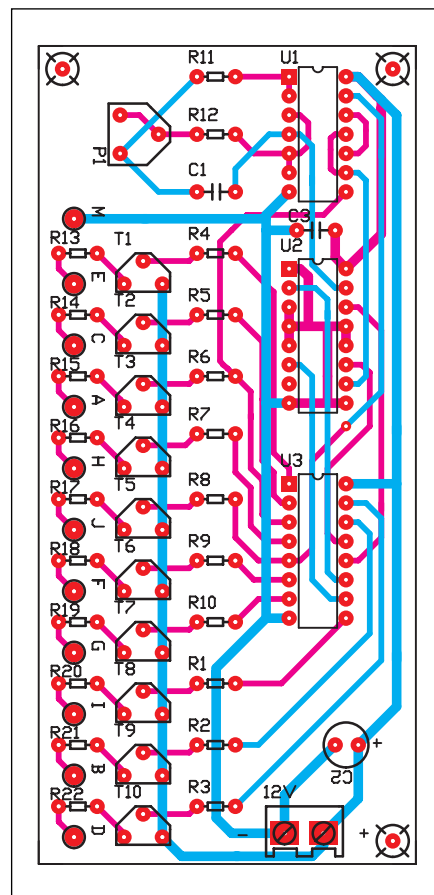 R11 U1
R12
P1
C1
M
C3
R13 T1 R4 U2
E
T2
R14 R5
C
T3
R15 R6
A
T4
R16 R7
H
T5 U3
R17 R8
J
T6
R18 R9
F
T7
R19 R10
G
T8
R20 R1
I
T9
R21 R2
B
C2 +
T10
R22 R3 12V
D
- +